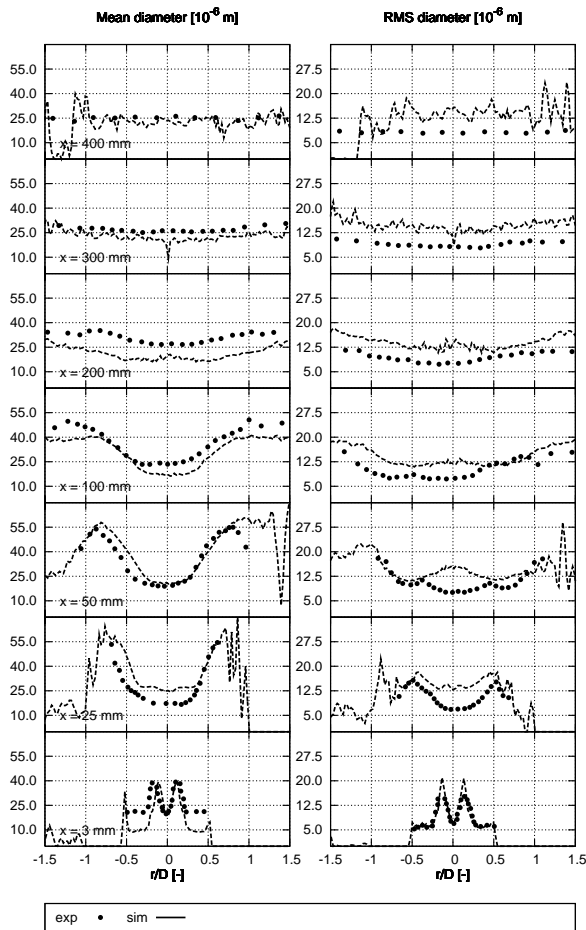 Mean diameter [10⁻⁶ m] RMS diameter [10⁻⁶ m]
55.0 27.5
40.0 20.0
25.0 12.5
10.0 x = 400 mm 5.0
55.0 27.5
40.0 20.0
25.0 12.5
10.0 x = 300 mm 5.0
55.0 27.5
40.0 20.0
25.0 12.5
10.0 x = 200 mm 5.0
55.0 27.5
40.0 20.0
25.0 12.5
10.0 x = 100 mm 5.0
55.0 27.5
40.0 20.0
25.0 12.5
10.0 x = 50 mm 5.0
55.0 27.5
40.0 20.0
25.0 12.5
10.0 x = 25 mm 5.0
55.0 27.5
40.0 20.0
25.0 12.5
10.0 x = 3 mm 5.0
-1.5 -1 -0.5 0 0.5 1 1.5 -1.5 -1 -0.5 0 0.5 1 1.5
r/D [-] r/D [-]
exp sim